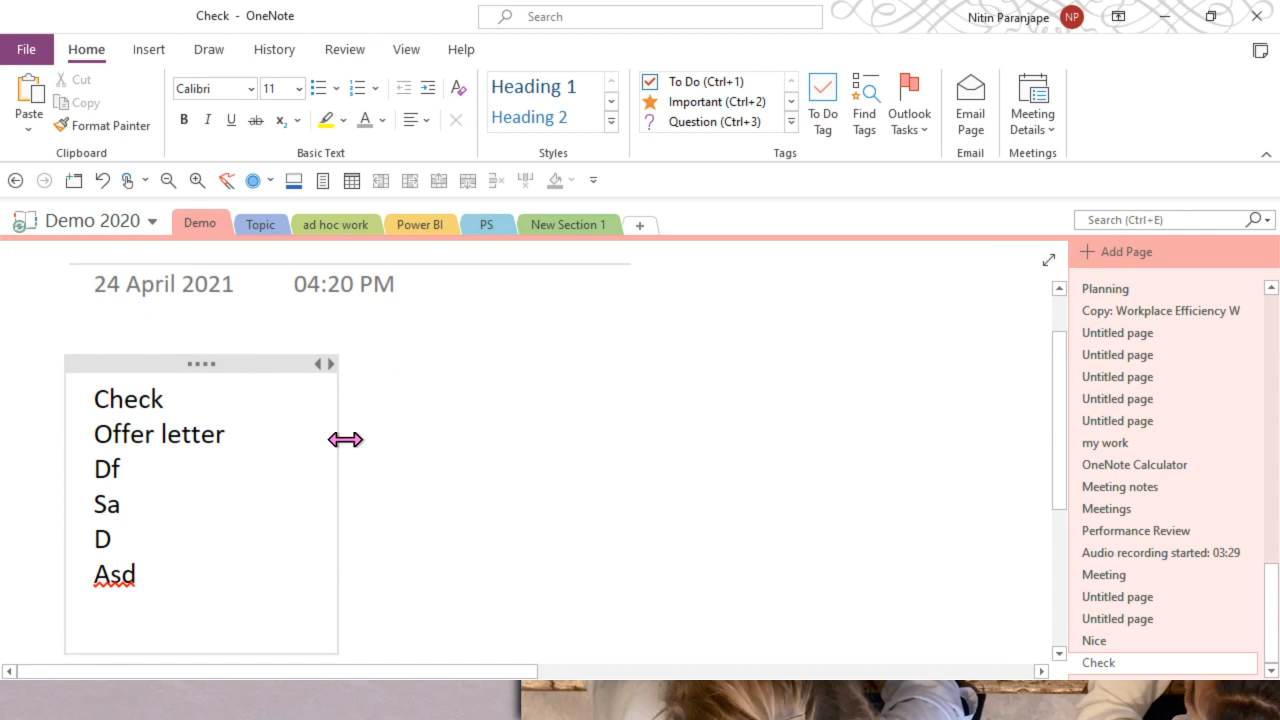 Check - OneNote
Search
Nitin Paranjape NP
File Home Insert Draw History Review View Help
Paste
Cut
Copy
Format Painter
Clipboard
Calibri 11
B I U ab x₂ A
Basic Text
Heading 1
Heading 2
Styles
To Do (Ctrl+1)
Important (Ctrl+2)
Question (Ctrl+3)
To Do Tag
Find Tags
Outlook Tasks
Tags
Email Page
Email
Meeting Details
Meetings
Demo 2020 Demo Topic ad hoc work Power BI PS New Section 1 +
Search (Ctrl+E)
24 April 2021 04:20 PM
Check
Offer letter
Df
Sa
D
Asd
Add Page
Planning
Copy: Workplace Efficiency W
Untitled page
Untitled page
Untitled page
Untitled page
Untitled page
my work
OneNote Calculator
Meeting notes
Meetings
Performance Review
Audio recording started: 03:29
Meeting
Untitled page
Untitled page
Nice
Check